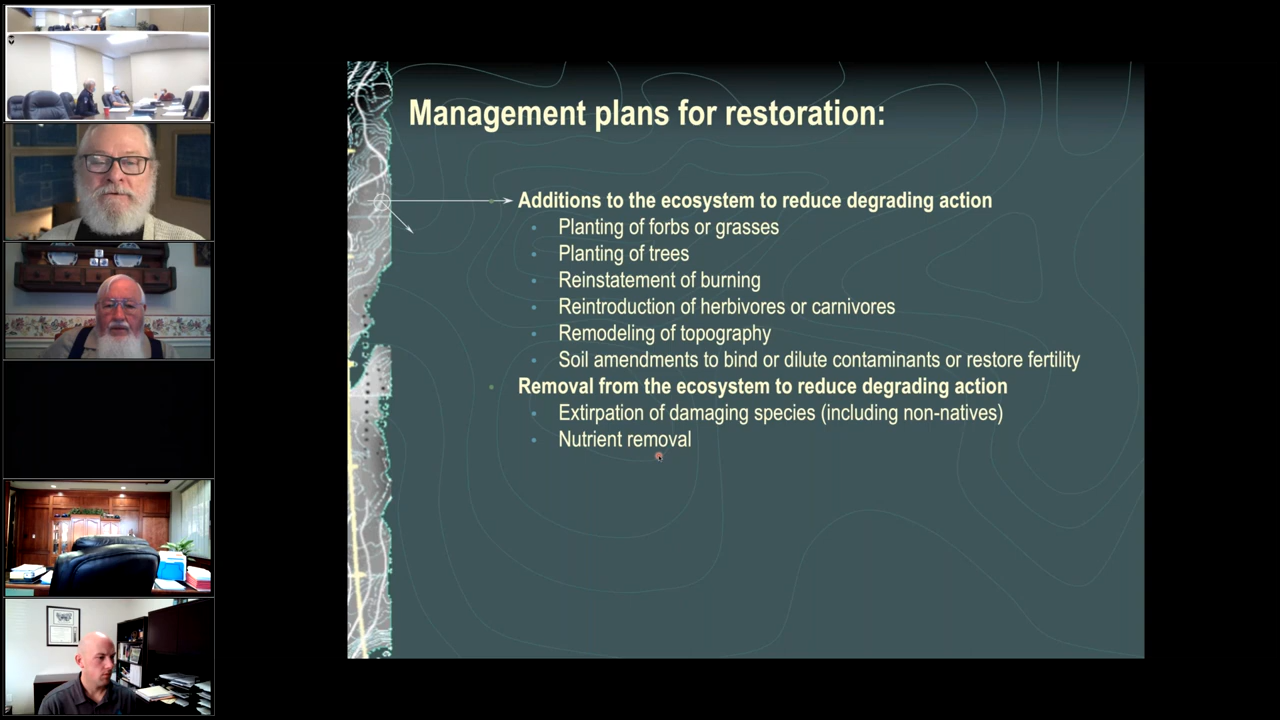 Management plans for restoration:
Additions to the ecosystem to reduce degrading action
Planting of forbs or grasses
Planting of trees
Reinstatement of burning
Reintroduction of herbivores or carnivores
Remodeling of topography
Soil amendments to bind or dilute contaminants or restore fertility
Removal from the ecosystem to reduce degrading action
Extirpation of damaging species (including non-natives)
Nutrient removal